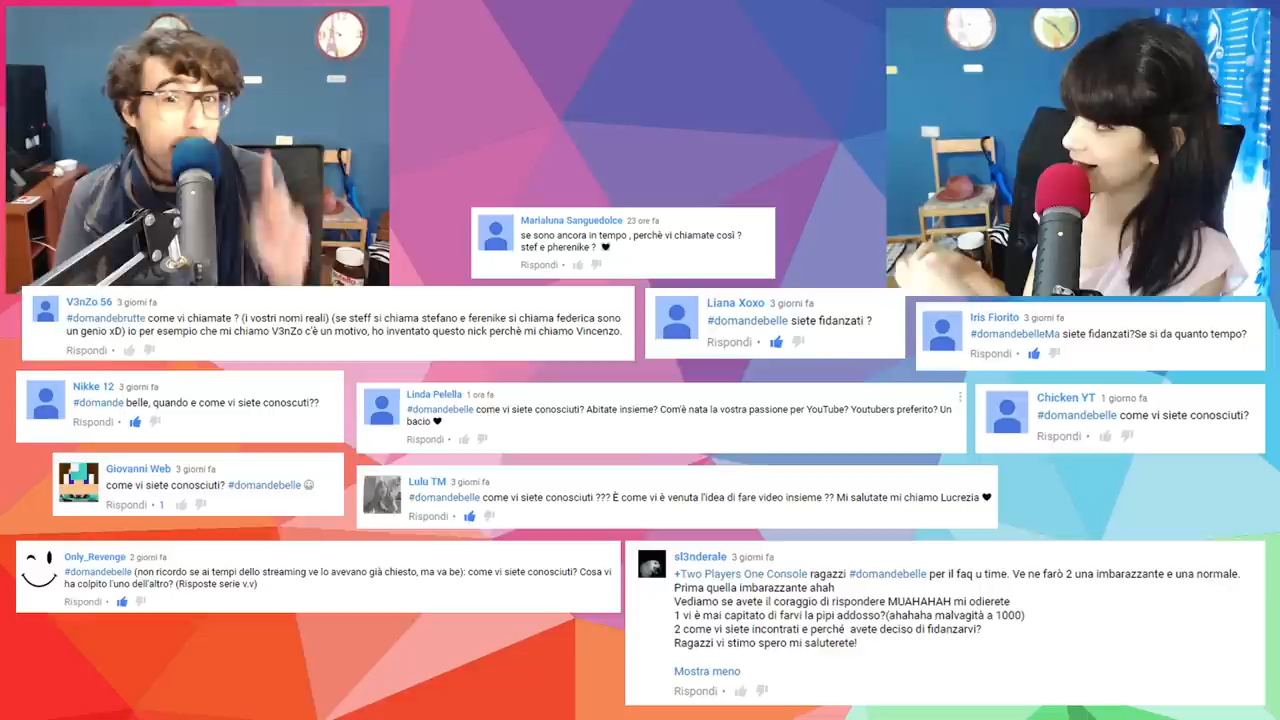 Marialuna Sanguedolce 23 ore fa
se sono ancora in tempo , perchè vi chiamate così ?
stef e pherenike ? ♥
Rispondi •
V3nZo 56 3 giorni fa
#domandebrutte come vi chiamate ? (i vostri nomi reali) (se steff si chiama stefano e ferenike si chiama federica sono
un genio xD) io per esempio che mi chiamo V3nZo c'è un motivo, ho inventato questo nick perchè mi chiamo Vincenzo.
Rispondi •
Liana Xoxo 3 giorni fa
#domandebelle siete fidanzati ?
Rispondi •
Iris Fiorito 3 giorni fa
#domandebelleMa siete fidanzati?Se si da quanto tempo?
Rispondi •
Nikke 12 3 giorni fa
#domande belle, quando e come vi siete conoscuti??
Rispondi •
Linda Pelella 1 ora fa
#domandebelle come vi siete conosciuti? Abitate insieme? Com'è nata la vostra passione per YouTube? Youtubers preferito? Un
bacio ♥
Rispondi •
Chicken YT 1 giorno fa
#domandebelle come vi siete conosciuti?
Rispondi •
Giovanni Web 3 giorni fa
come vi siete conosciuti? #domandebelle 😀
Rispondi • 1
Lulu TM 3 giorni fa
#domandebelle come vi siete conosciuti ??? È come vi è venuta l'idea di fare video insieme ?? Mi salutate mi chiamo Lucrezia ♥
Rispondi •
Only_Revenge 2 giorni fa
#domandebelle (non ricordo se ai tempi dello streaming ve lo avevano già chiesto, ma va be): come vi siete conosciuti? Cosa vi
ha colpito l'uno dell'altro? (Risposte serie v.v)
Rispondi •
sl3nderale 3 giorni fa
+Two Players One Console ragazzi #domandebelle per il faq u time. Ve ne farò 2 una imbarazzante e una normale.
Prima quella imbarazzante ahah
Vediamo se avete il coraggio di rispondere MUAHAHAH mi odierete
1 vi è mai capitato di farvi la pipi addosso?(ahahaha malvagità a 1000)
2 come vi siete incontrati e perché avete deciso di fidanzarvi?
Ragazzi vi stimo spero mi saluterete!
Mostra meno
Rispondi •